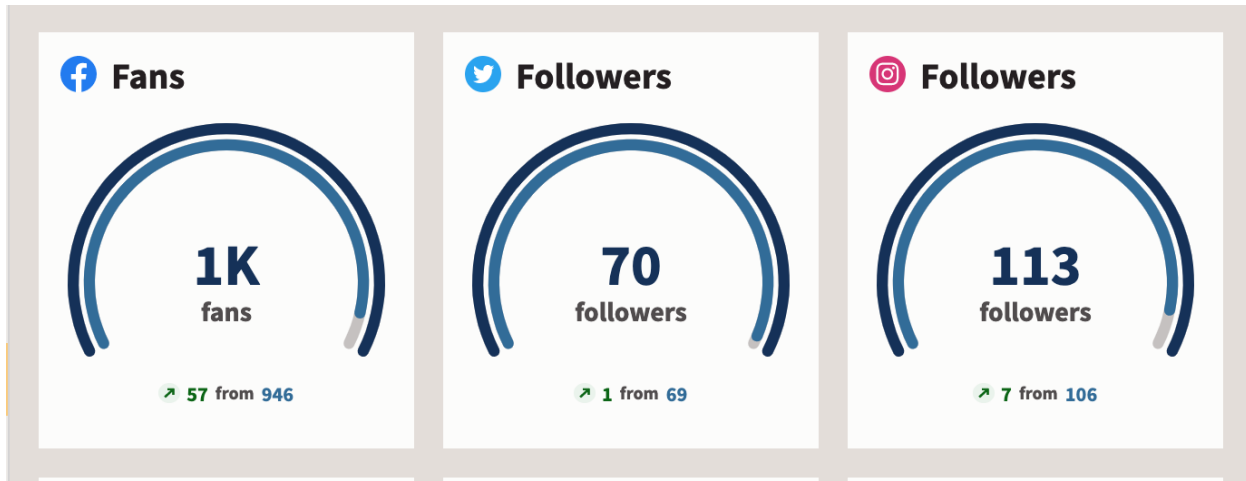 Fans
1K
fans
57 from 946
Followers
70
followers
1 from 69
Followers
113
followers
7 from 106